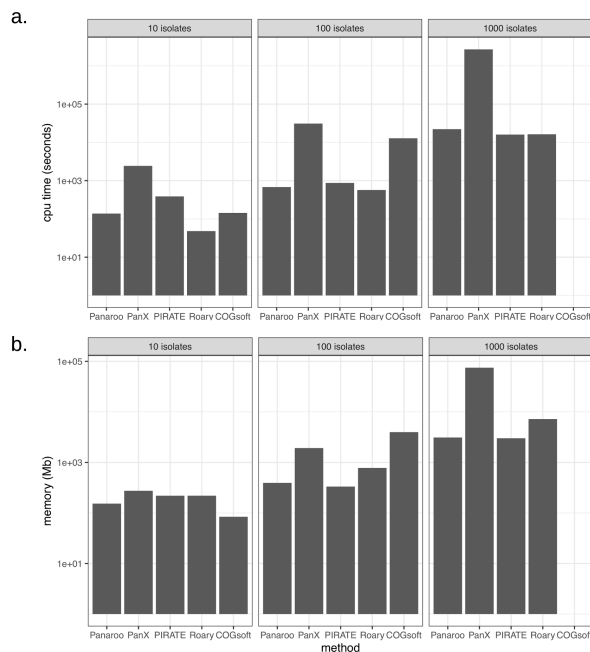 a.
10 isolates 100 isolates 1000 isolates
cpu time (seconds)
1e+05
1e+03
1e+01
Panaroo PanX PIRATE Roary COGsoft Panaroo PanX PIRATE Roary COGsoft Panaroo PanX PIRATE Roary COGsoft
b.
10 isolates 100 isolates 1000 isolates
memory (Mb)
1e+05
1e+03
1e+01
Panaroo PanX PIRATE Roary COGsoft Panaroo PanX PIRATE Roary COGsoft Panaroo PanX PIRATE Roary COGsoft
method